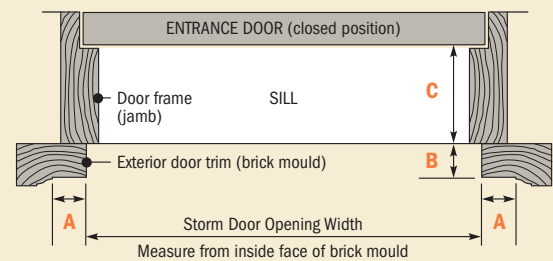 ENTRANCE DOOR (closed position)
Door frame
(jamb)
SILL
C
Exterior door trim (brick mould)
B
A
Storm Door Opening Width
A
Measure from inside face of brick mould